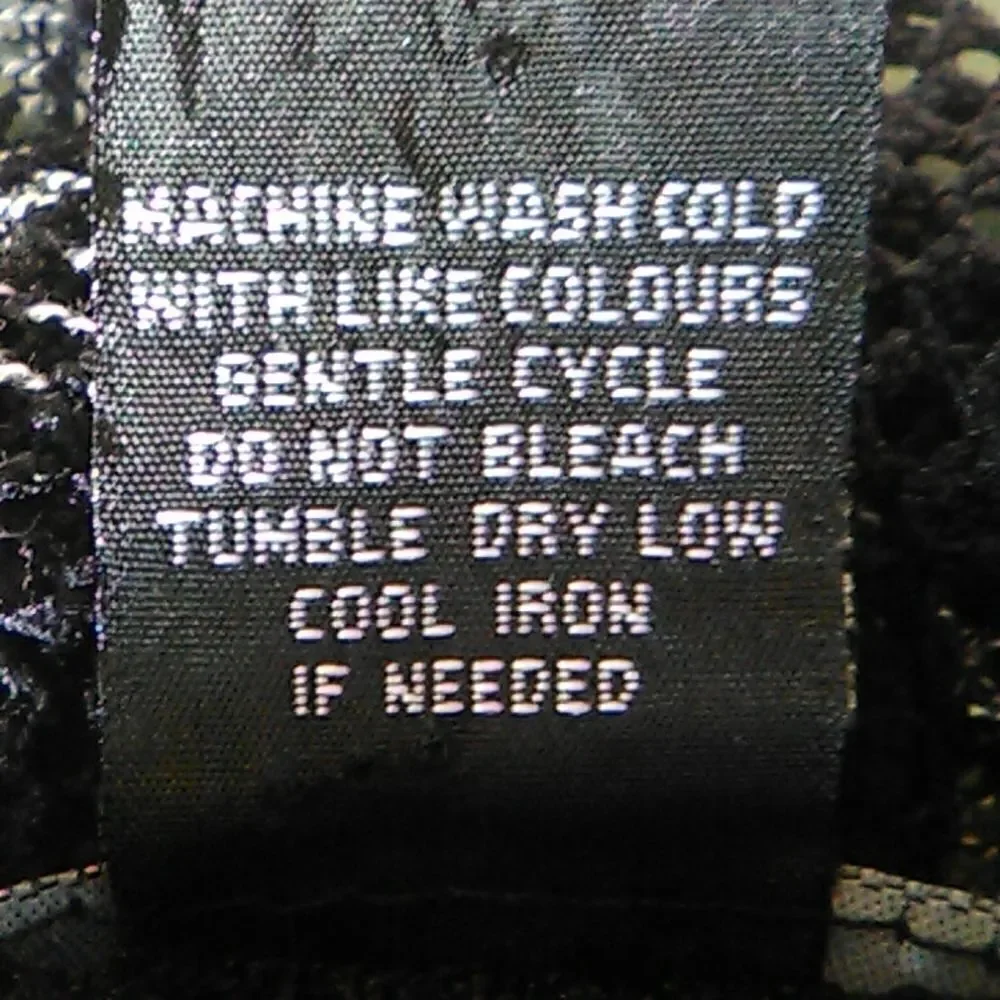 MACHINE WASH COLD
WITH LIKE COLOURS
GENTLE CYCLE
DO NOT BLEACH
TUMBLE DRY LOW
COOL IRON
IF NEEDED